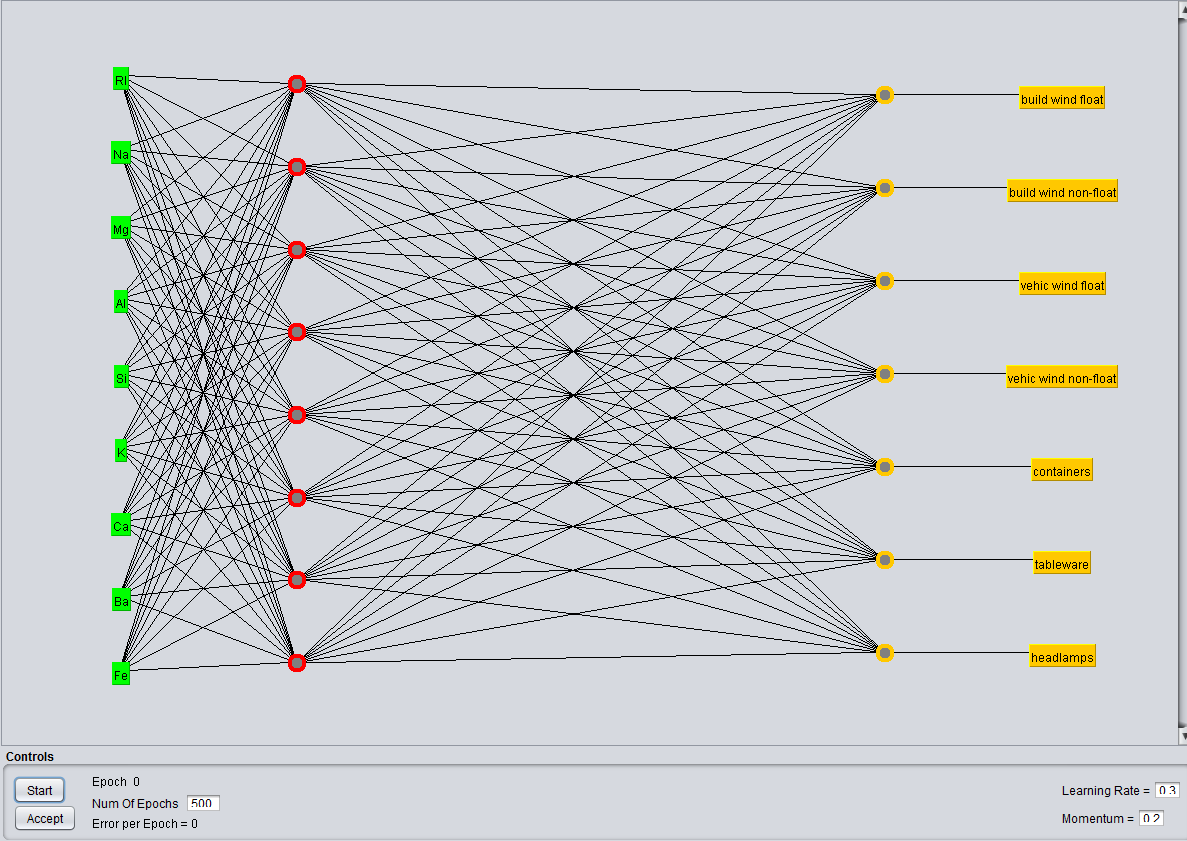 RI
build wind float
Na
build wind non-float
Mg
vehic wind float
Al
Si
vehic wind non-float
K
containers
Ca
tableware
Ba
headlamps
Fe
Controls
Start
Accept
Epoch 0
Num Of Epochs 500
Error per Epoch = 0
Learning Rate = 0.3
Momentum = 0.2